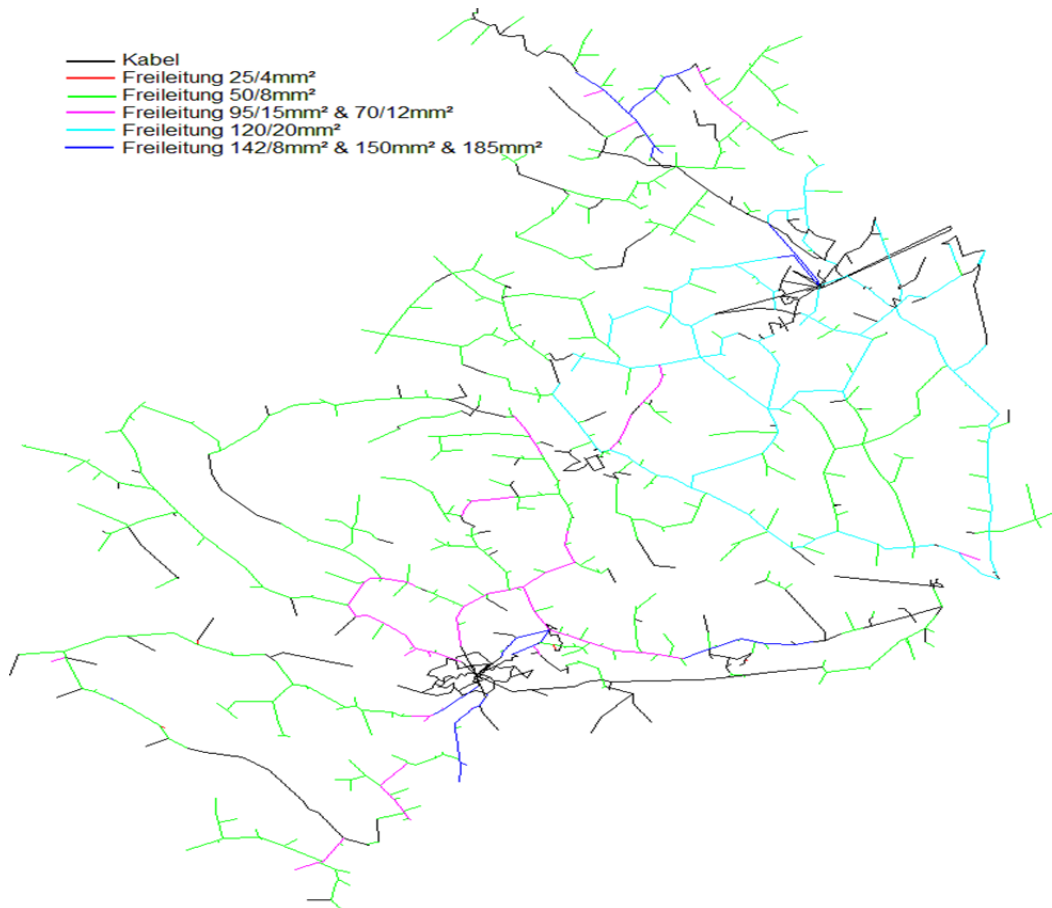 Kabel
Freileitung 25/4mm²
Freileitung 50/8mm²
Freileitung 95/15mm² & 70/12mm²
Freileitung 120/20mm²
Freileitung 142/8mm² & 150mm² & 185mm²